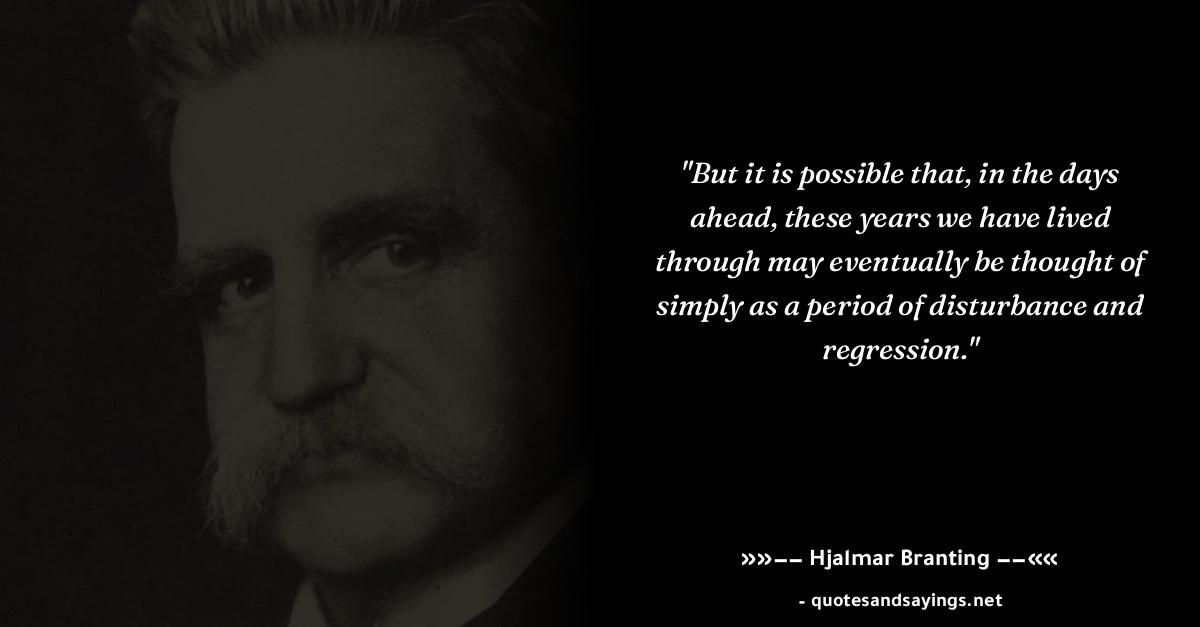 "But it is possible that, in the days
ahead, these years we have lived
through may eventually be thought of
simply as a period of disturbance and
regression."
»»–– Hjalmar Branting ––««
- quotesandsayings.net